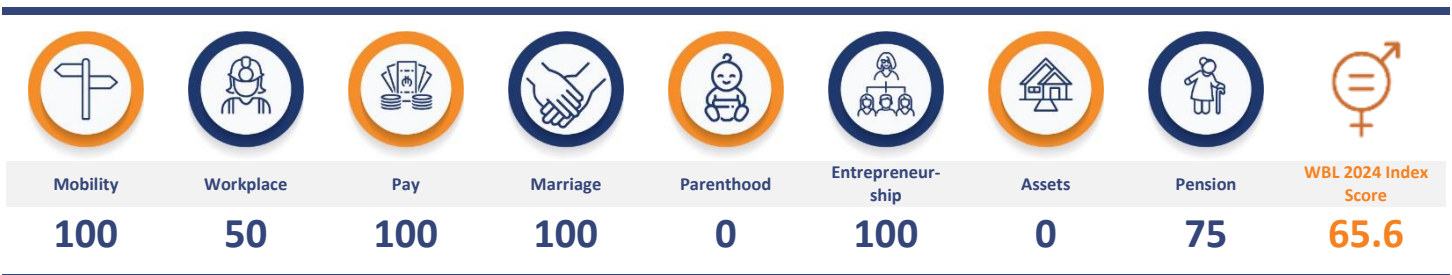 Mobility Workplace Pay Marriage Parenthood Entrepreneur-
ship Assets Pension WBL 2024 Index
Score
100 50 100 100 0 100 0 75 65.6